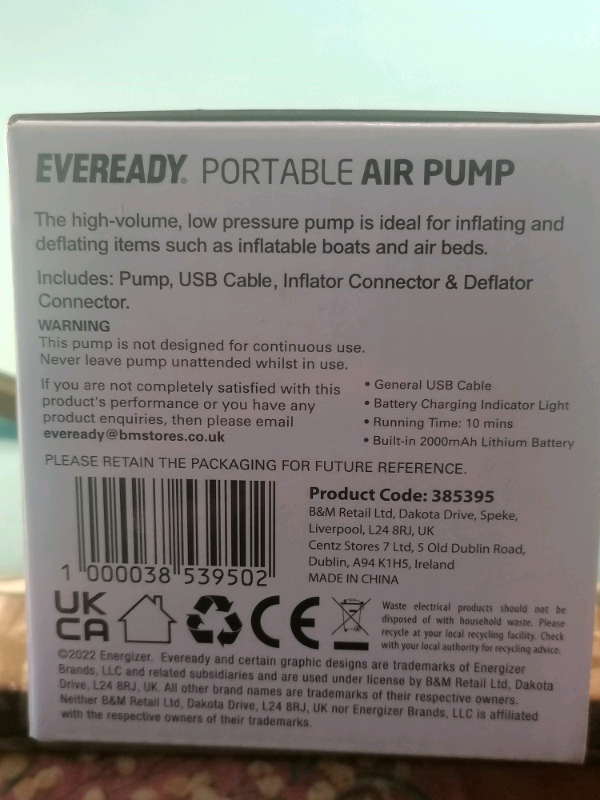 EVEREADY. PORTABLE AIR PUMP
The high-volume, low pressure pump is ideal for inflating and
deflating items such as inflatable boats and air beds.
Includes: Pump, USB Cable, Inflator Connector & Deflator
Connector.
WARNING
This pump is not designed for continuous use.
Never leave pump unattended whilst in use.
If you are not completely satisfied with this
product's performance or you have any
product enquiries, then please email
eveready@bmstores.co.uk
• General USB Cable
• Battery Charging Indicator Light
• Running Time: 10 mins
• Built-in 2000mAh Lithium Battery
PLEASE RETAIN THE PACKAGING FOR FUTURE REFERENCE.
1 000038 539502
Product Code: 385395
B&M Retail Ltd, Dakota Drive, Speke,
Liverpool, L24 8RJ, UK
Centz Stores 7 Ltd, 5 Old Dublin Road,
Dublin, A94 K1H5, Ireland
MADE IN CHINA
UK
CA
CE
Waste electrical products should not be
disposed of with household waste. Please
recycle at your local recycling facility. Check
with your local authority for recycling advice.
©2022 Energizer. Eveready and certain graphic designs are trademarks of Energizer
Brands, LLC and related subsidiaries and are used under license by B&M Retail Ltd, Dakota
Drive, L24 8RJ, UK. All other brand names are trademarks of their respective owners.
Neither B&M Retail Ltd, Dakota Drive, L24 8RJ, UK nor Energizer Brands, LLC is affiliated
with the respective owners of their trademarks.